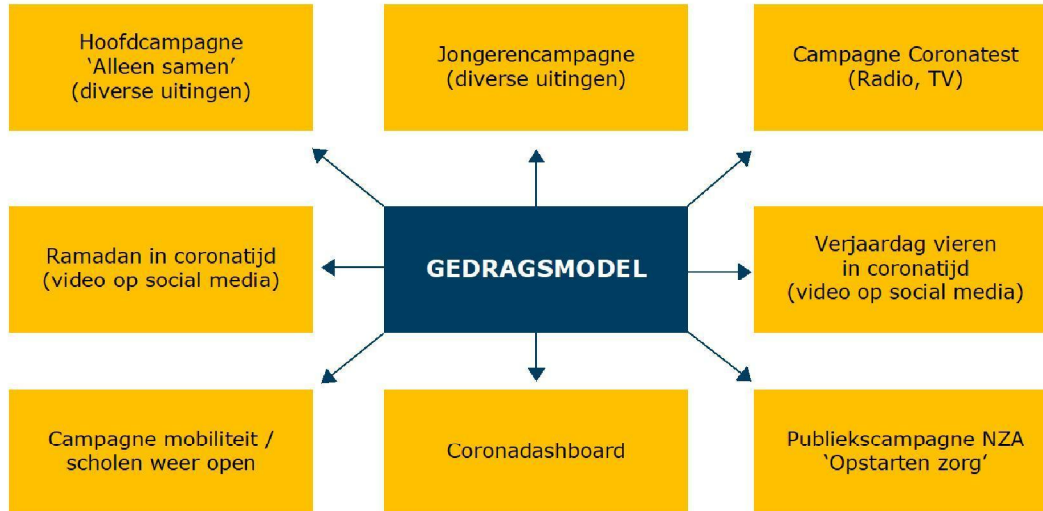 Hoofdcampagne
‘Alleen samen’
(diverse uitingen)
Jongerencampagne
(diverse uitingen)
Campagne Coronatest
(Radio, TV)
Ramadan in coronatijd
(video op social media)
GEDRAGSMODEL
Verjaardag vieren
in coronatijd
(video op social media)
Campagne mobiliteit /
scholen weer open
Coronadashboard
Publiekscampagne NZA
‘Opstarten zorg’